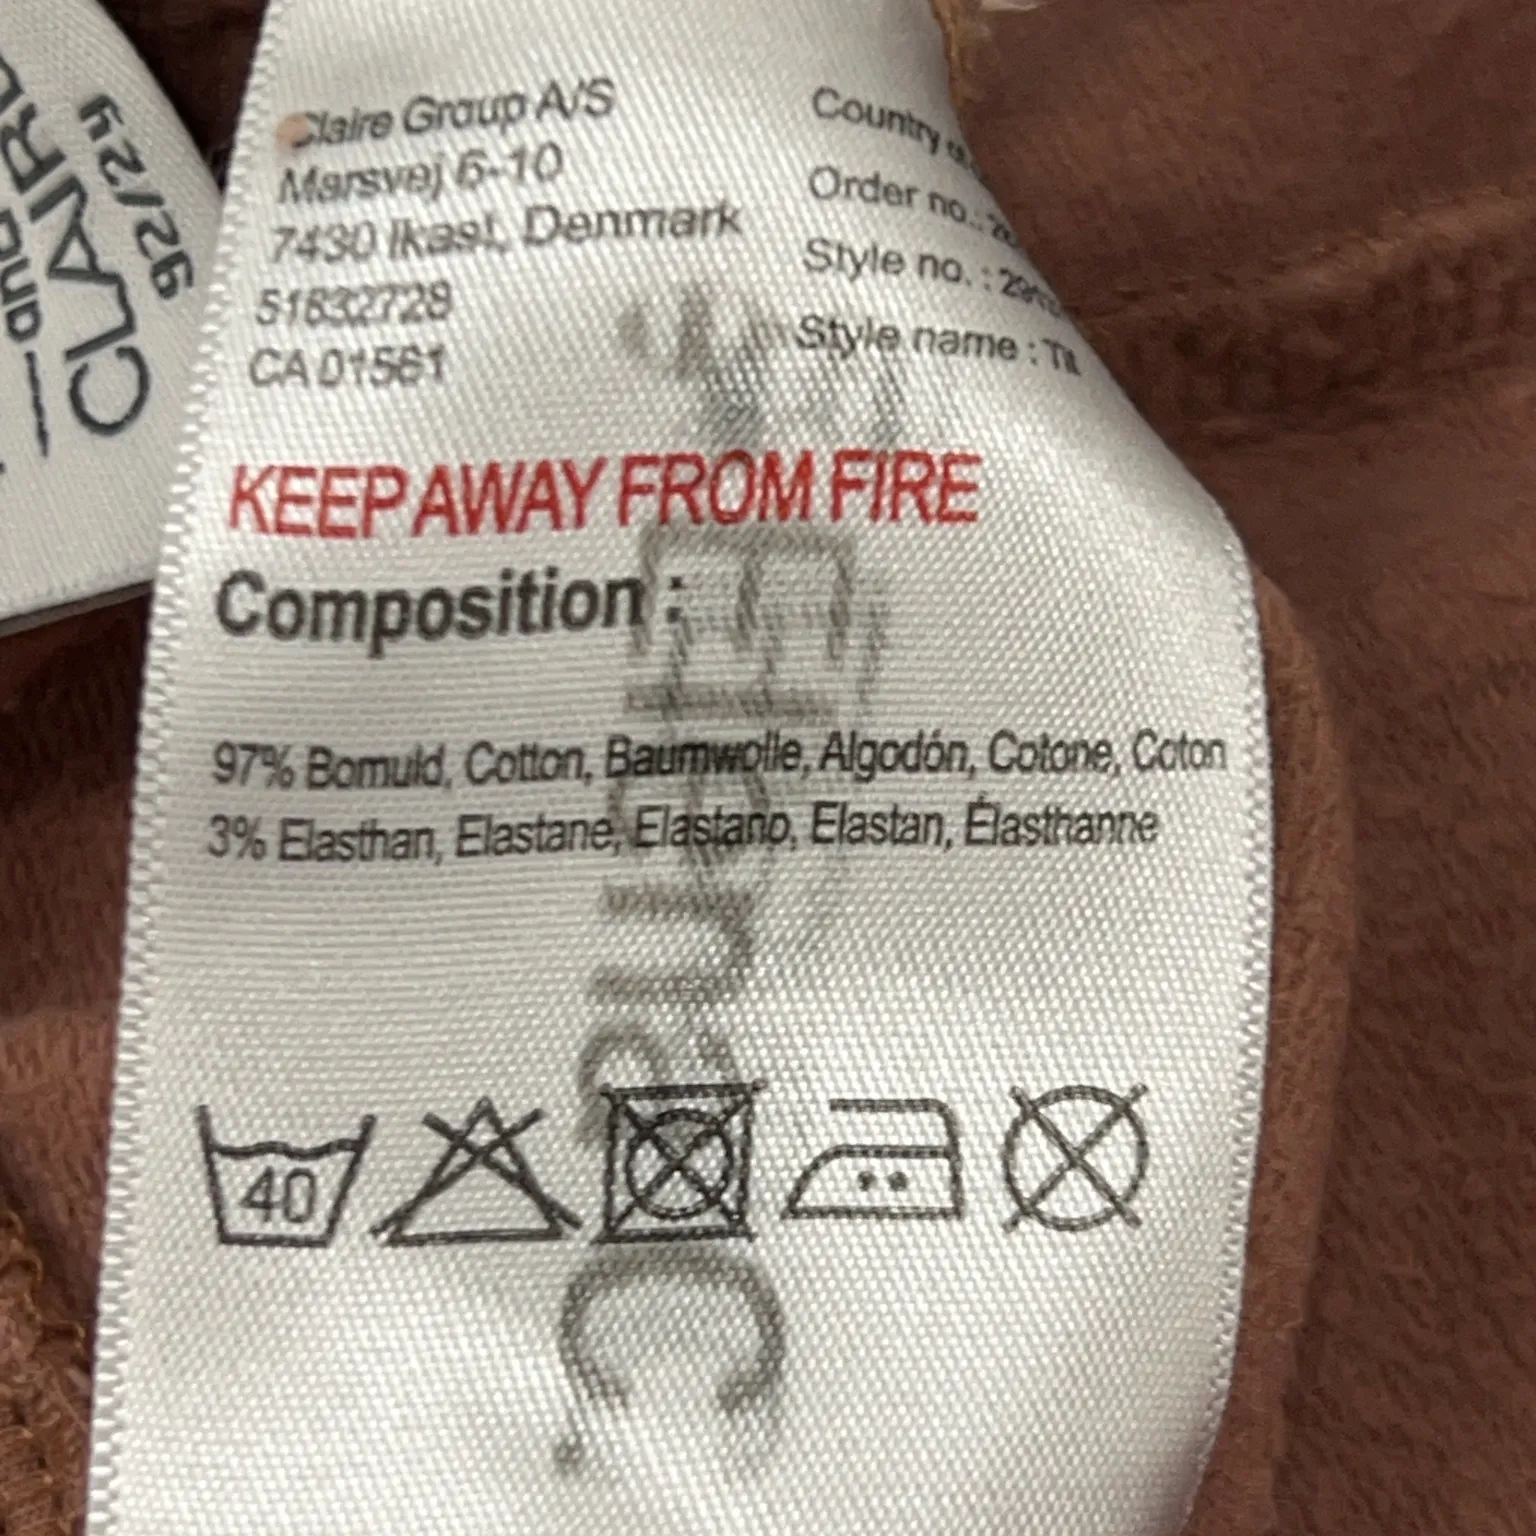 Claire Group A/S
Marsvej 6-10
7430 Ikast, Denmark
51632728
CA 01561
Country
Order no.:
Style no. :
Style name :
KEEP AWAY FROM FIRE
Composition :
97% Bomuld, Cotton, Baumwolle, Algodón, Cotone, Coton
3% Elasthan, Elastane, Elastano, Elastan, Élasthanne
40
and
CLAIRE
92/2y